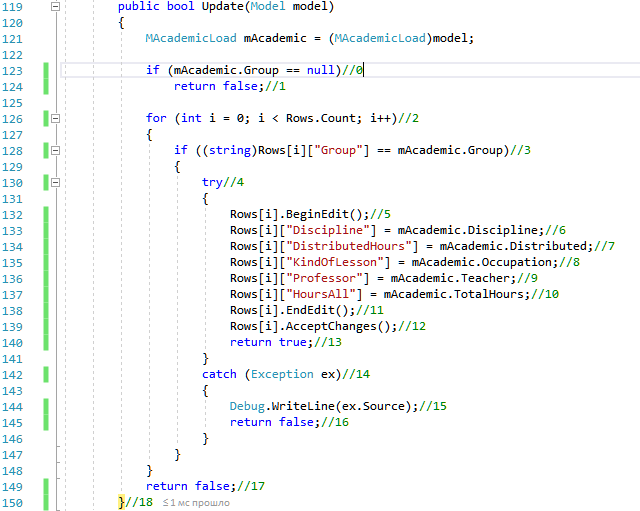 119 public bool Update(Model model)
120 {
121 MAcademicLoad mAcademic = (MAcademicLoad)model;
122
123 if (mAcademic.Group == null)//0
124 return false;//1
125
126 for (int i = 0; i < Rows.Count; i++)//2
127 {
128 if ((string)Rows[i]["Group"] == mAcademic.Group)//3
129 {
130 try//4
131 {
132 Rows[i].BeginEdit();//5
133 Rows[i]["Discipline"] = mAcademic.Discipline;//6
134 Rows[i]["DistributedHours"] = mAcademic.Distributed;//7
135 Rows[i]["KindOfLesson"] = mAcademic.Occupation;//8
136 Rows[i]["Professor"] = mAcademic.Teacher;//9
137 Rows[i]["HoursAll"] = mAcademic.TotalHours;//10
138 Rows[i].EndEdit();//11
139 Rows[i].AcceptChanges();//12
140 return true;//13
141 }
142 catch (Exception ex)//14
143 {
144 Debug.WriteLine(ex.Source);//15
145 return false;//16
146 }
147 }
148 }
149 return false;//17
150 }//18 ≤1 мс прошло